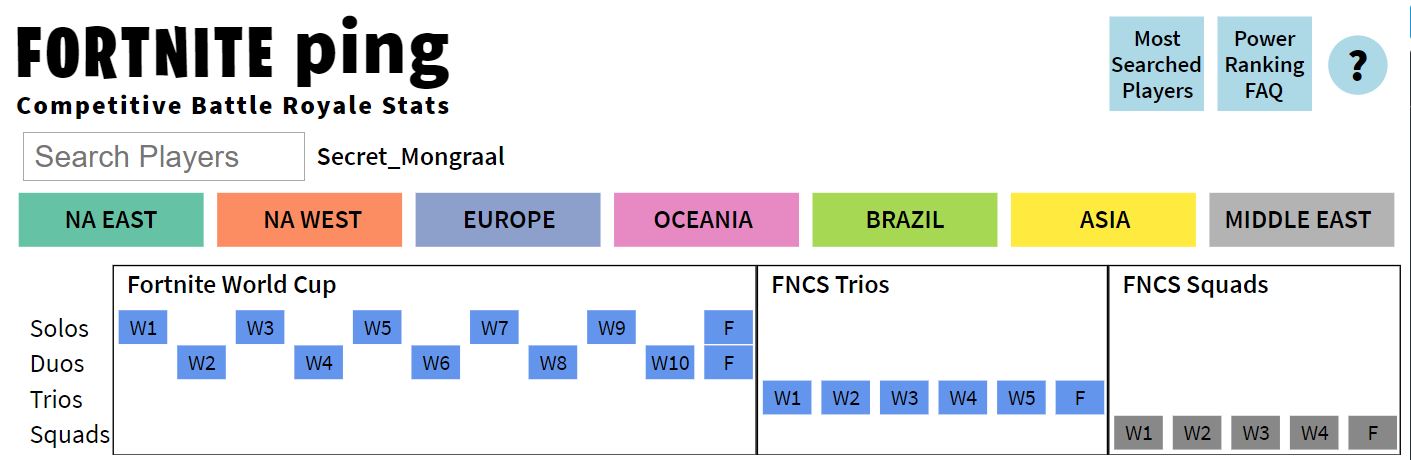 FORTNITE ping
Competitive Battle Royale Stats
Most
Searched
Players
Power
Ranking
FAQ
?
Search Players
Secret_Mongraal
NA EAST NA WEST EUROPE OCEANIA BRAZIL ASIA MIDDLE EAST
Fortnite World Cup FNCS Trios FNCS Squads
Solos W1 W3 W5 W7 W9 F
Duos W2 W4 W6 W8 W10 F
Trios W1 W2 W3 W4 W5 F
Squads W1 W2 W3 W4 F